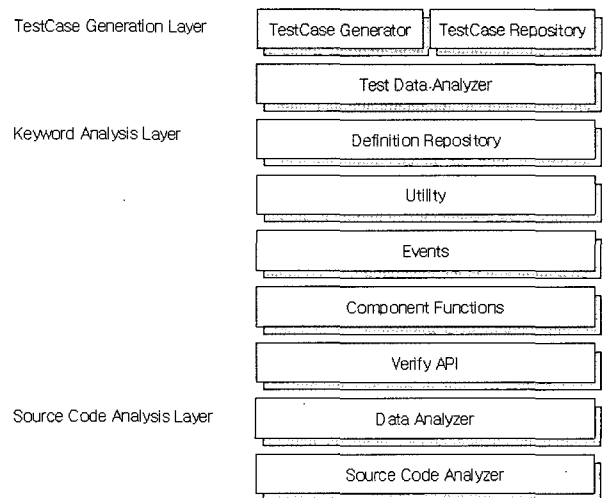 TestCase Generation Layer
TestCase Generator
TestCase Repository
Test Data Analyzer
Keyword Analysis Layer
Definition Repository
Utility
Events
Component Functions
Verify API
Source Code Analysis Layer
Data Analyzer
Source Code Analyzer